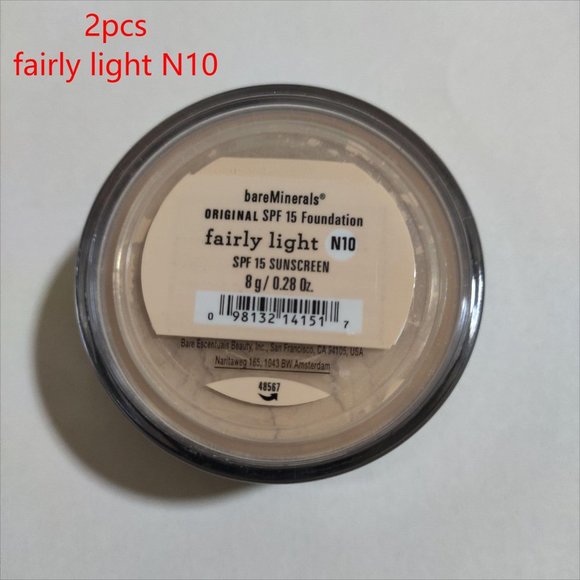 2pcs
fairly light N10
bareMinerals®
ORIGINAL SPF 15 Foundation
fairly light N10
SPF 15 SUNSCREEN
8 g / 0.28 Oz.
0 98132 14151 7
Bare Escentuals Beauty, Inc., San Francisco, CA 94105, USA
Naritaweg 165, 1043 BW Amsterdam
48567